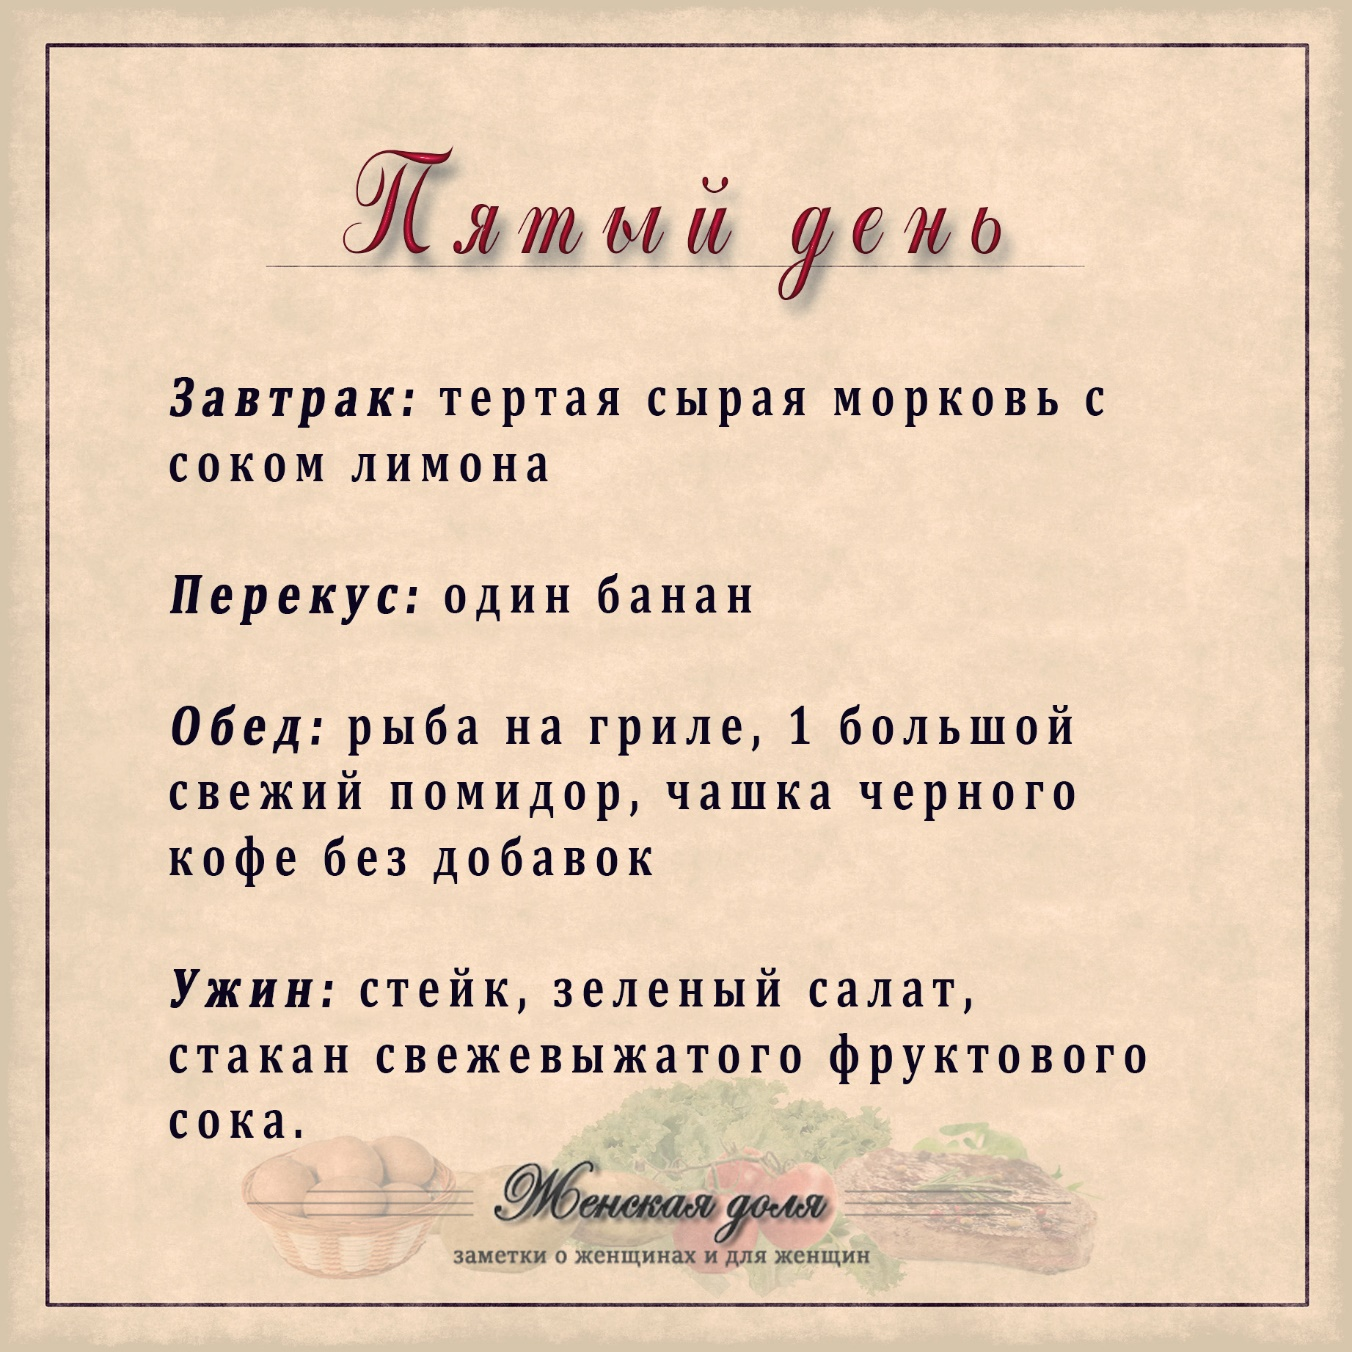 Пятый день
Завтрак: тертая сырая морковь с
соком лимона
Перекус: один банан
Обед: рыба на гриле, 1 большой
свежий помидор, чашка черного
кофе без добавок
Ужин: стейк, зеленый салат,
стакан свежевыжатого фруктового
сока.
Женская доля
заметки о женщинах и для женщин